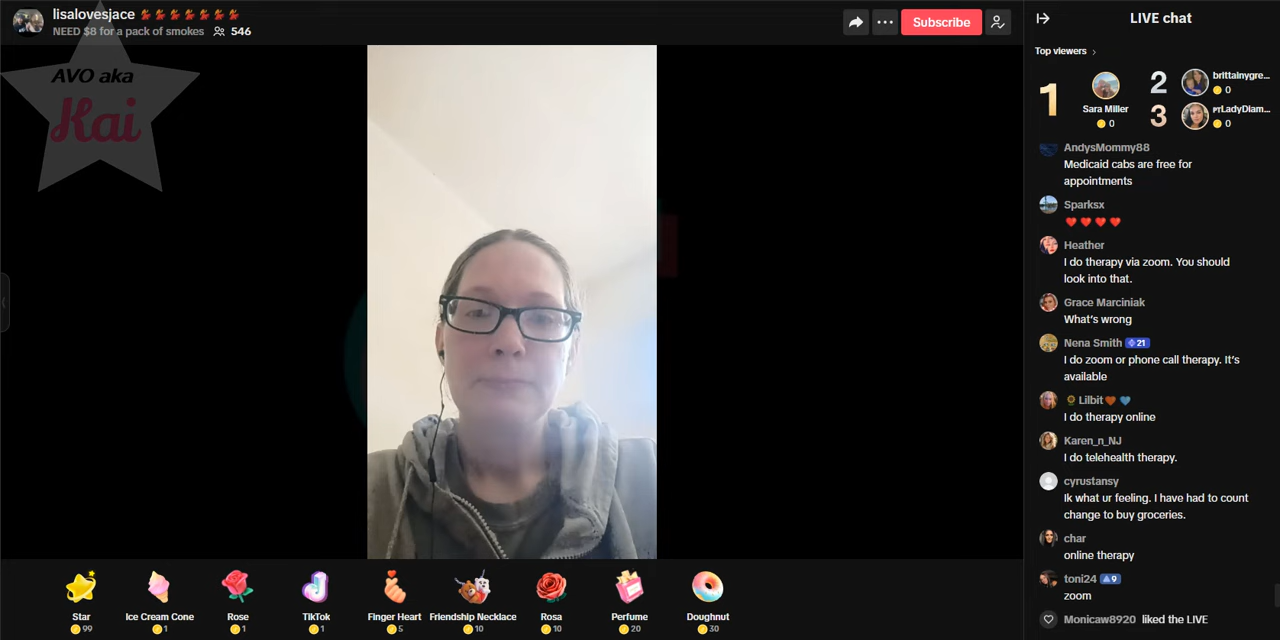 lisalovesjace 💃💃💃💃💃💃💃
NEED $8 for a pack of smokes 546
Subscribe
LIVE chat
AVO aka
Kai
Top viewers >
1
Sara Miller
0
2
brittainygre...
0
3
PTLadyDiam...
0
AndysMommy88
Medicaid cabs are free for
appointments
Sparksx
❤️❤️❤️❤️
Heather
I do therapy via zoom. You should
look into that.
Grace Marciniak
What's wrong
Nena Smith 21
I do zoom or phone call therapy. It's
available
🌻Lilbit🤎💙
I do therapy online
Karen_n_NJ
I do telehealth therapy.
cyrustansy
Ik what ur feeling. I have had to count
change to buy groceries.
char
online therapy
toni24 9
zoom
Monicaw8920 liked the LIVE
Star
99
Ice Cream Cone
1
Rose
1
TikTok
1
Finger Heart
5
Friendship Necklace
10
Rosa
10
Perfume
20
Doughnut
30